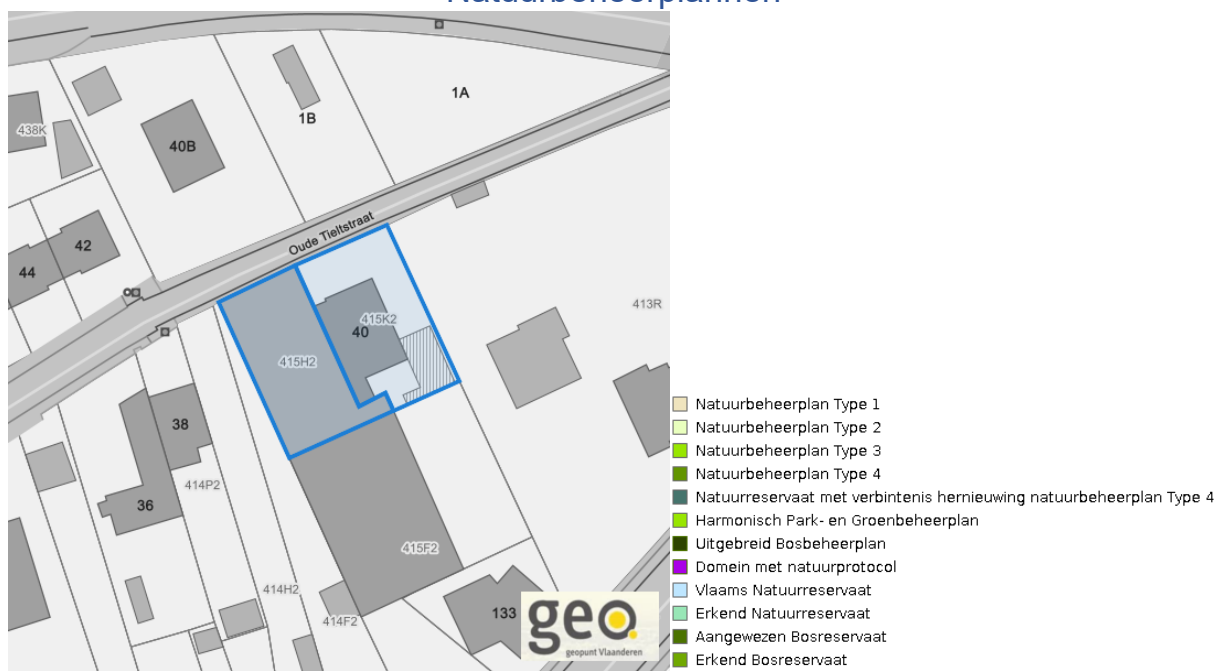 Natuurbeheerplannen
1A
1B
438K
40B
Oude Tieltstraat
42
44
413R
415K2
40
415H2
38
414P2
36
415F2
414H2
133
414F2
geo.
geopunt Vlaanderen
Natuurbeheerplan Type 1
Natuurbeheerplan Type 2
Natuurbeheerplan Type 3
Natuurbeheerplan Type 4
Natuurreservaat met verbintenis hernieuwing natuurbeheerplan Type 4
Harmonisch Park- en Groenbeheerplan
Uitgebreid Bosbeheerplan
Domein met natuurprotocol
Vlaams Natuurreservaat
Erkend Natuurreservaat
Aangewezen Bosreservaat
Erkend Bosreservaat